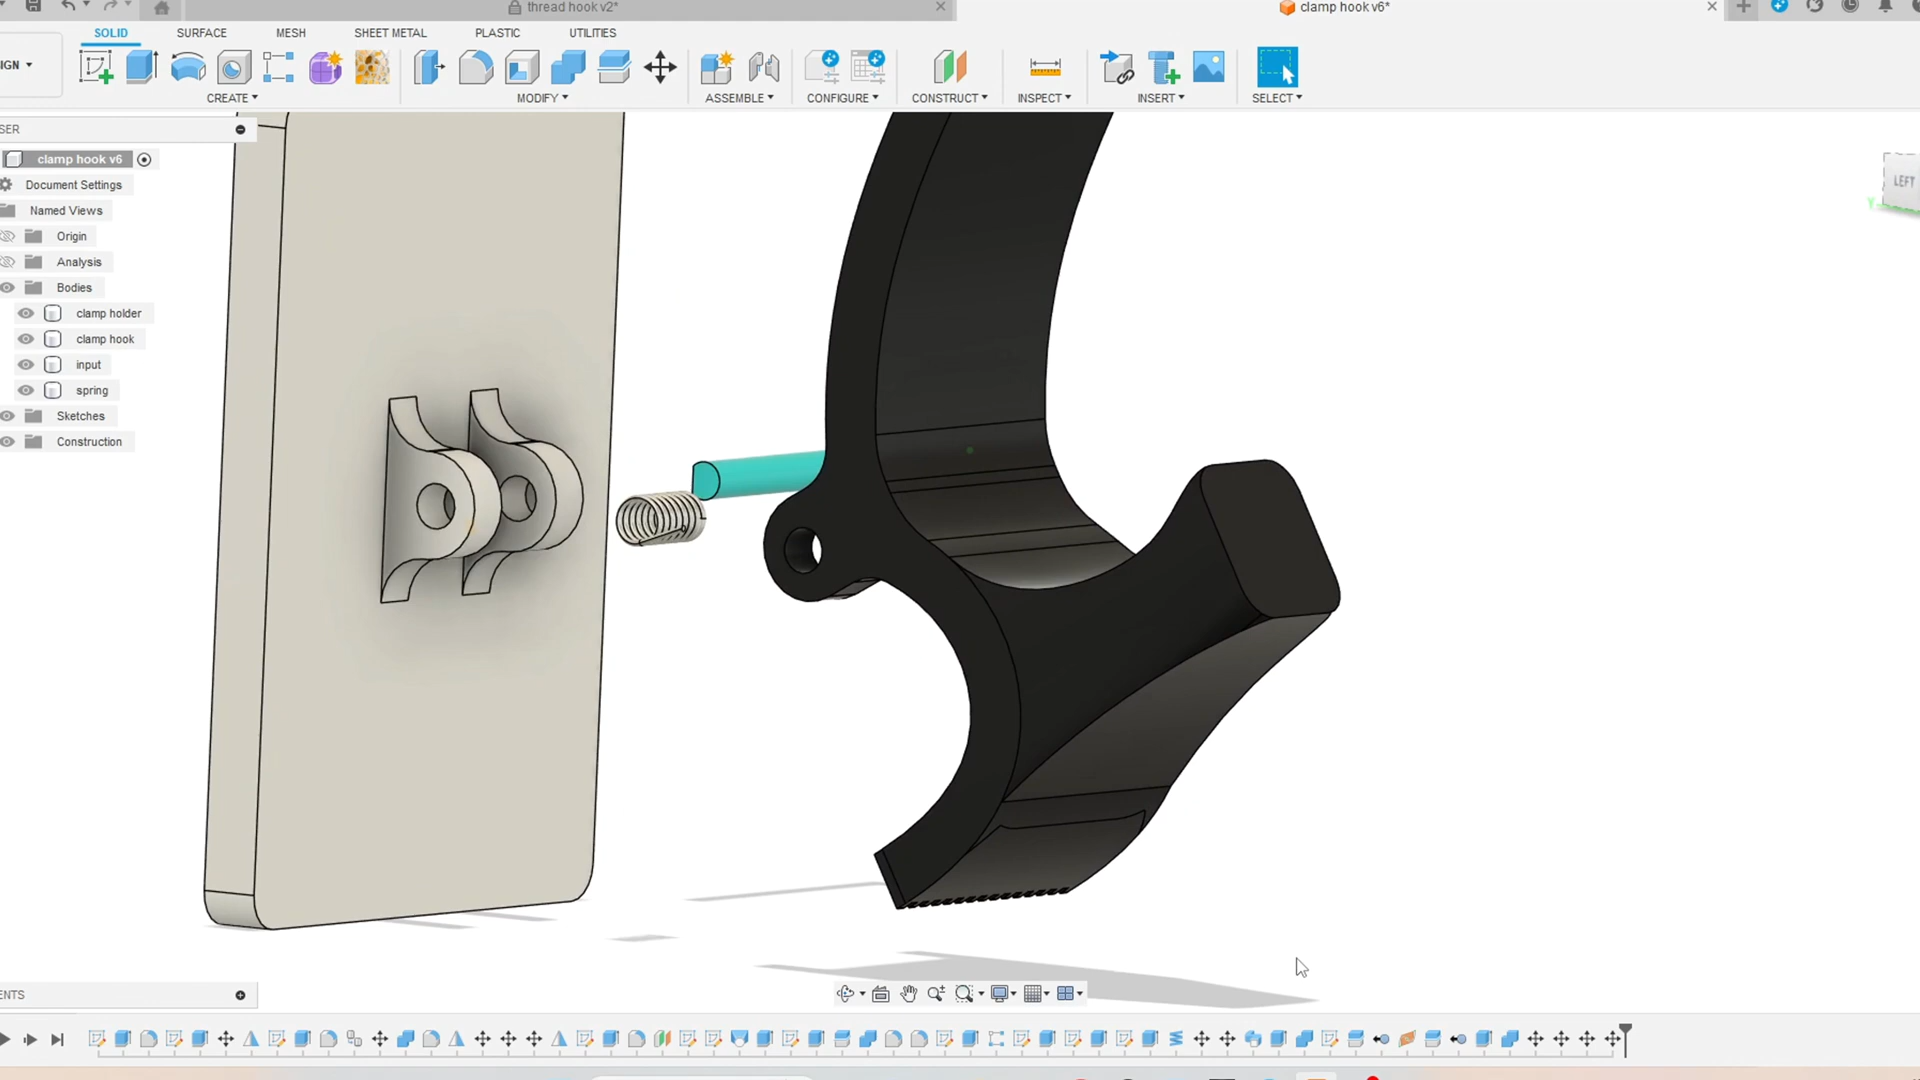 thread hook v2*
clamp hook v6*
SOLID
SURFACE
MESH
SHEET METAL
PLASTIC
UTILITIES
IGN
CREATE
MODIFY
ASSEMBLE
CONFIGURE
CONSTRUCT
INSPECT
INSERT
SELECT
SER
clamp hook v6
Document Settings
Named Views
Origin
Analysis
Bodies
clamp holder
clamp hook
input
spring
Sketches
Construction
LEFT
Y
ENTS